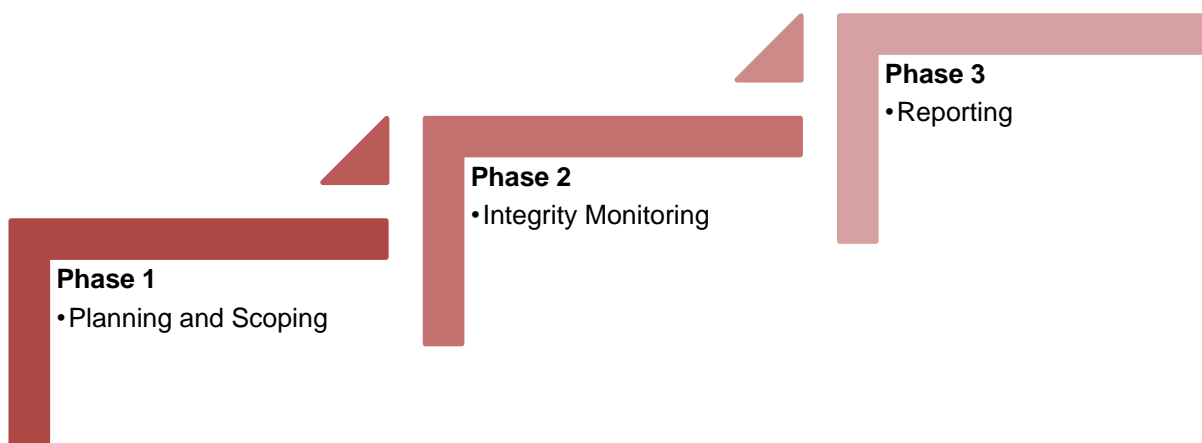 Phase 1
•Planning and Scoping
Phase 2
•Integrity Monitoring
Phase 3
•Reporting